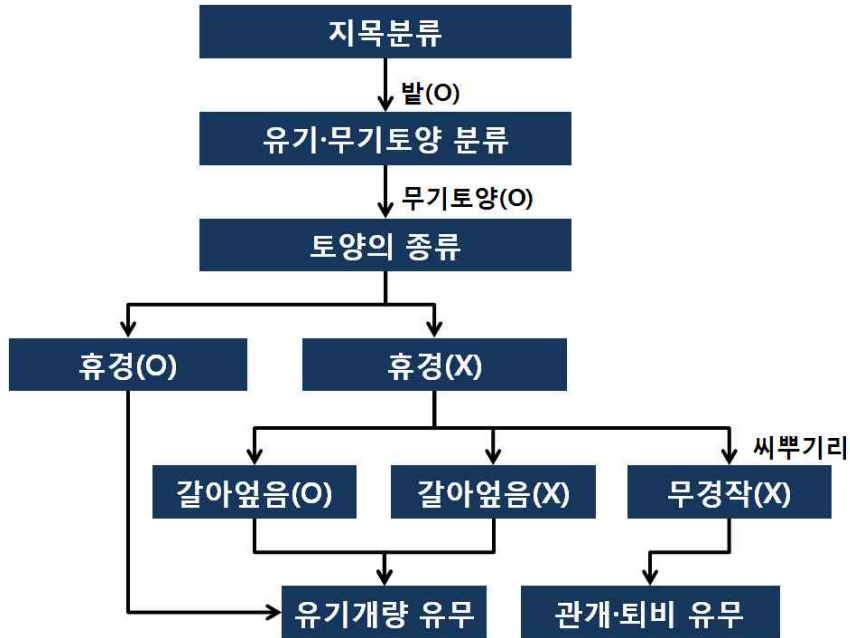 지목분류
밭(O)
유기·무기토양 분류
무기토양(O)
토양의 종류
휴경(O)
휴경(X)
씨뿌기리
갈아엎음(O)
갈아엎음(X)
무경작(X)
유기개량 유무
관개·퇴비 유무